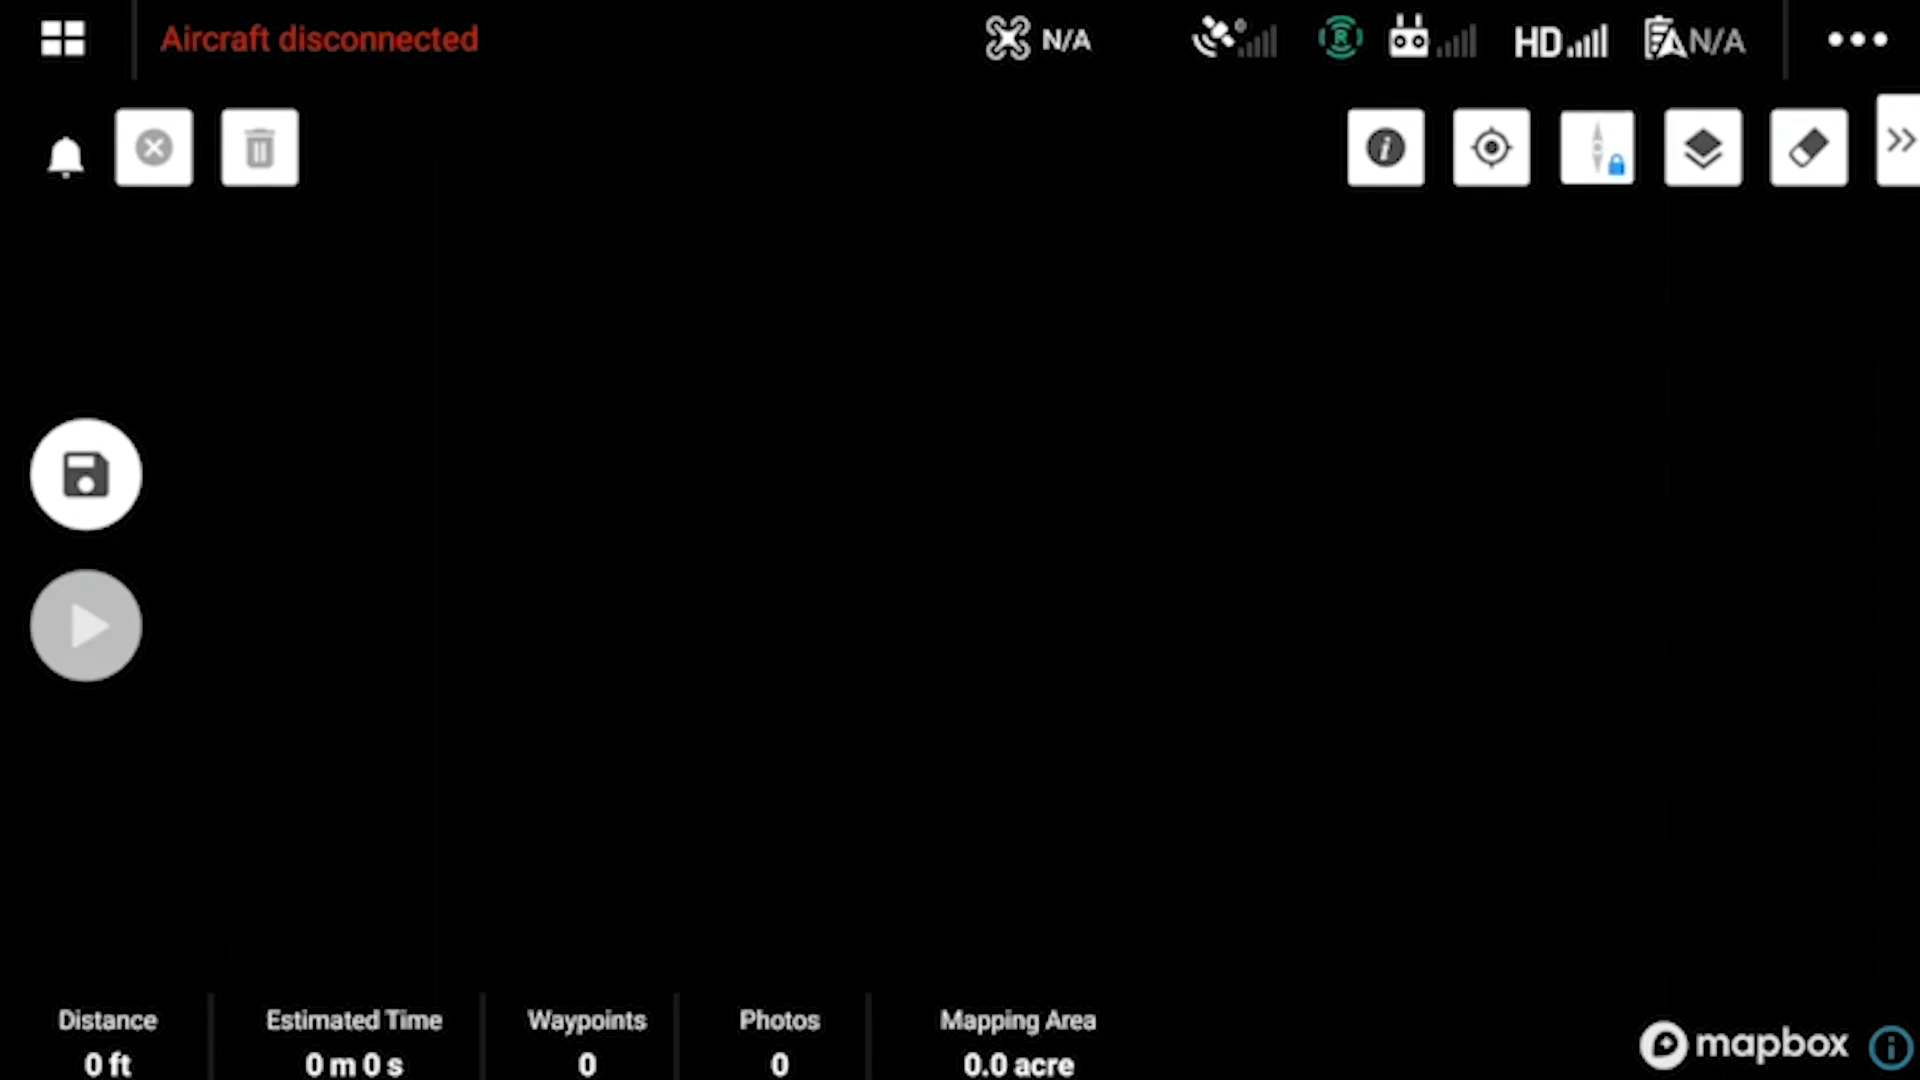 Aircraft disconnected
N/A
0
R
HD
N/A
Distance
0 ft
Estimated Time
0 m 0 s
Waypoints
0
Photos
0
Mapping Area
0.0 acre
mapbox